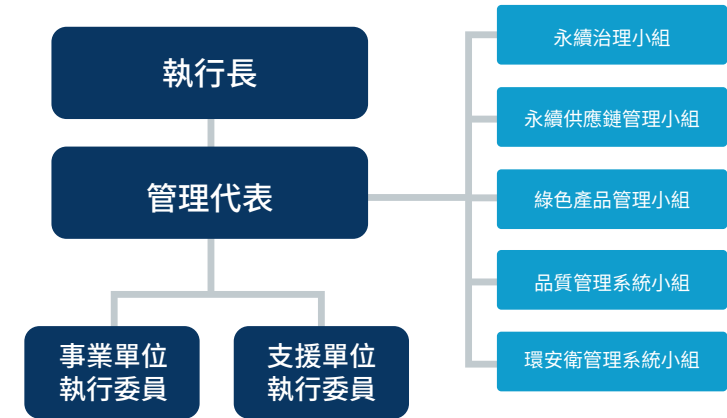 執行長
管理代表
事業單位
執行委員
支援單位
執行委員
永續治理小組
永續供應鏈管理小組
綠色產品管理小組
品質管理系統小組
環安衛管理系統小組